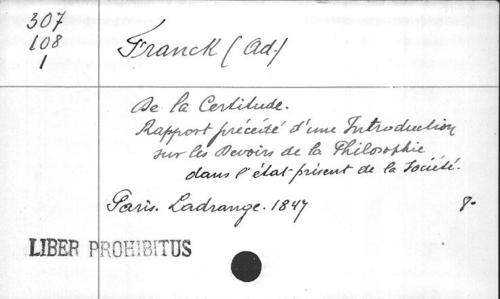 307
108
1
Franck (Ad.)
De la Certitude.
Rapport précédé d'une Introduction
sur les Devoirs de la Philosophie
dans l'état présent de la Société.
Paris. Ladrange. 1847 8-
LIBER PROHIBITUS